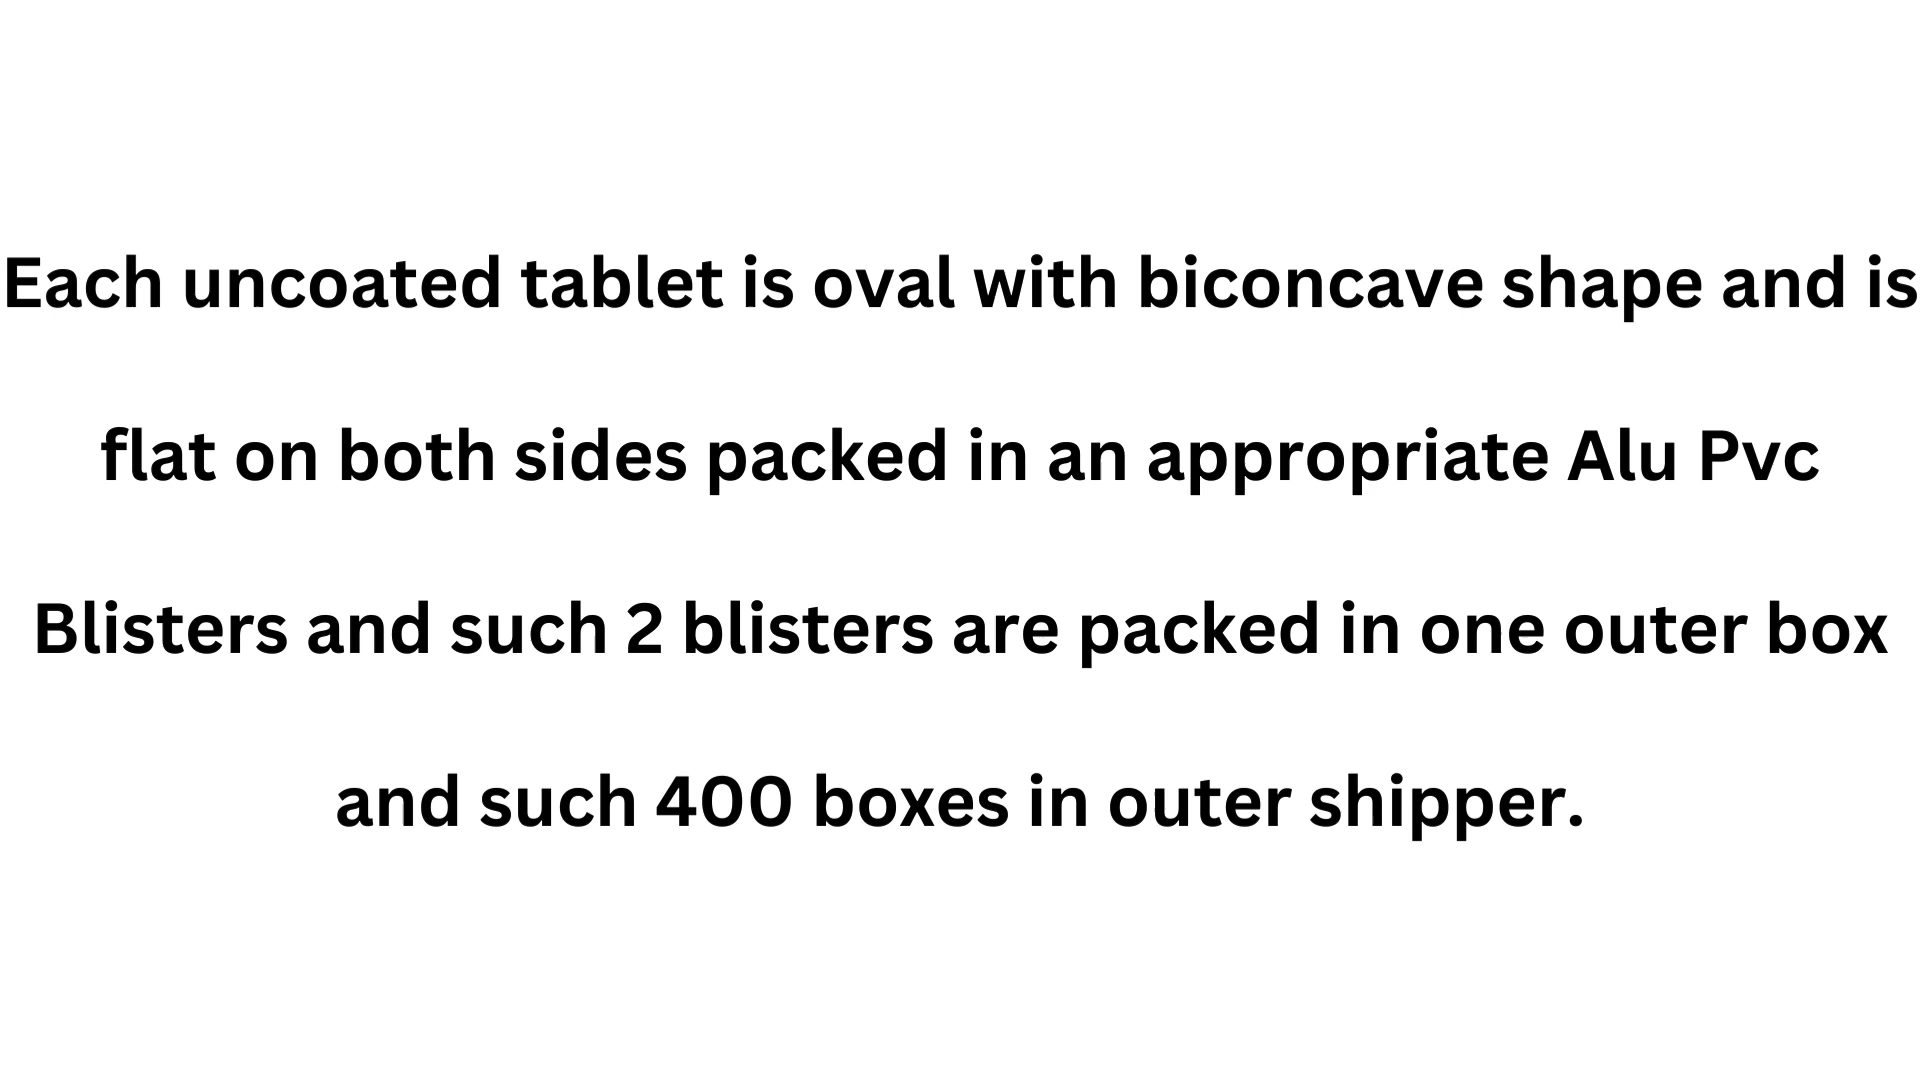 Each uncoated tablet is oval with biconcave shape and is
flat on both sides packed in an appropriate Alu Pvc
Blisters and such 2 blisters are packed in one outer box
and such 400 boxes in outer shipper.